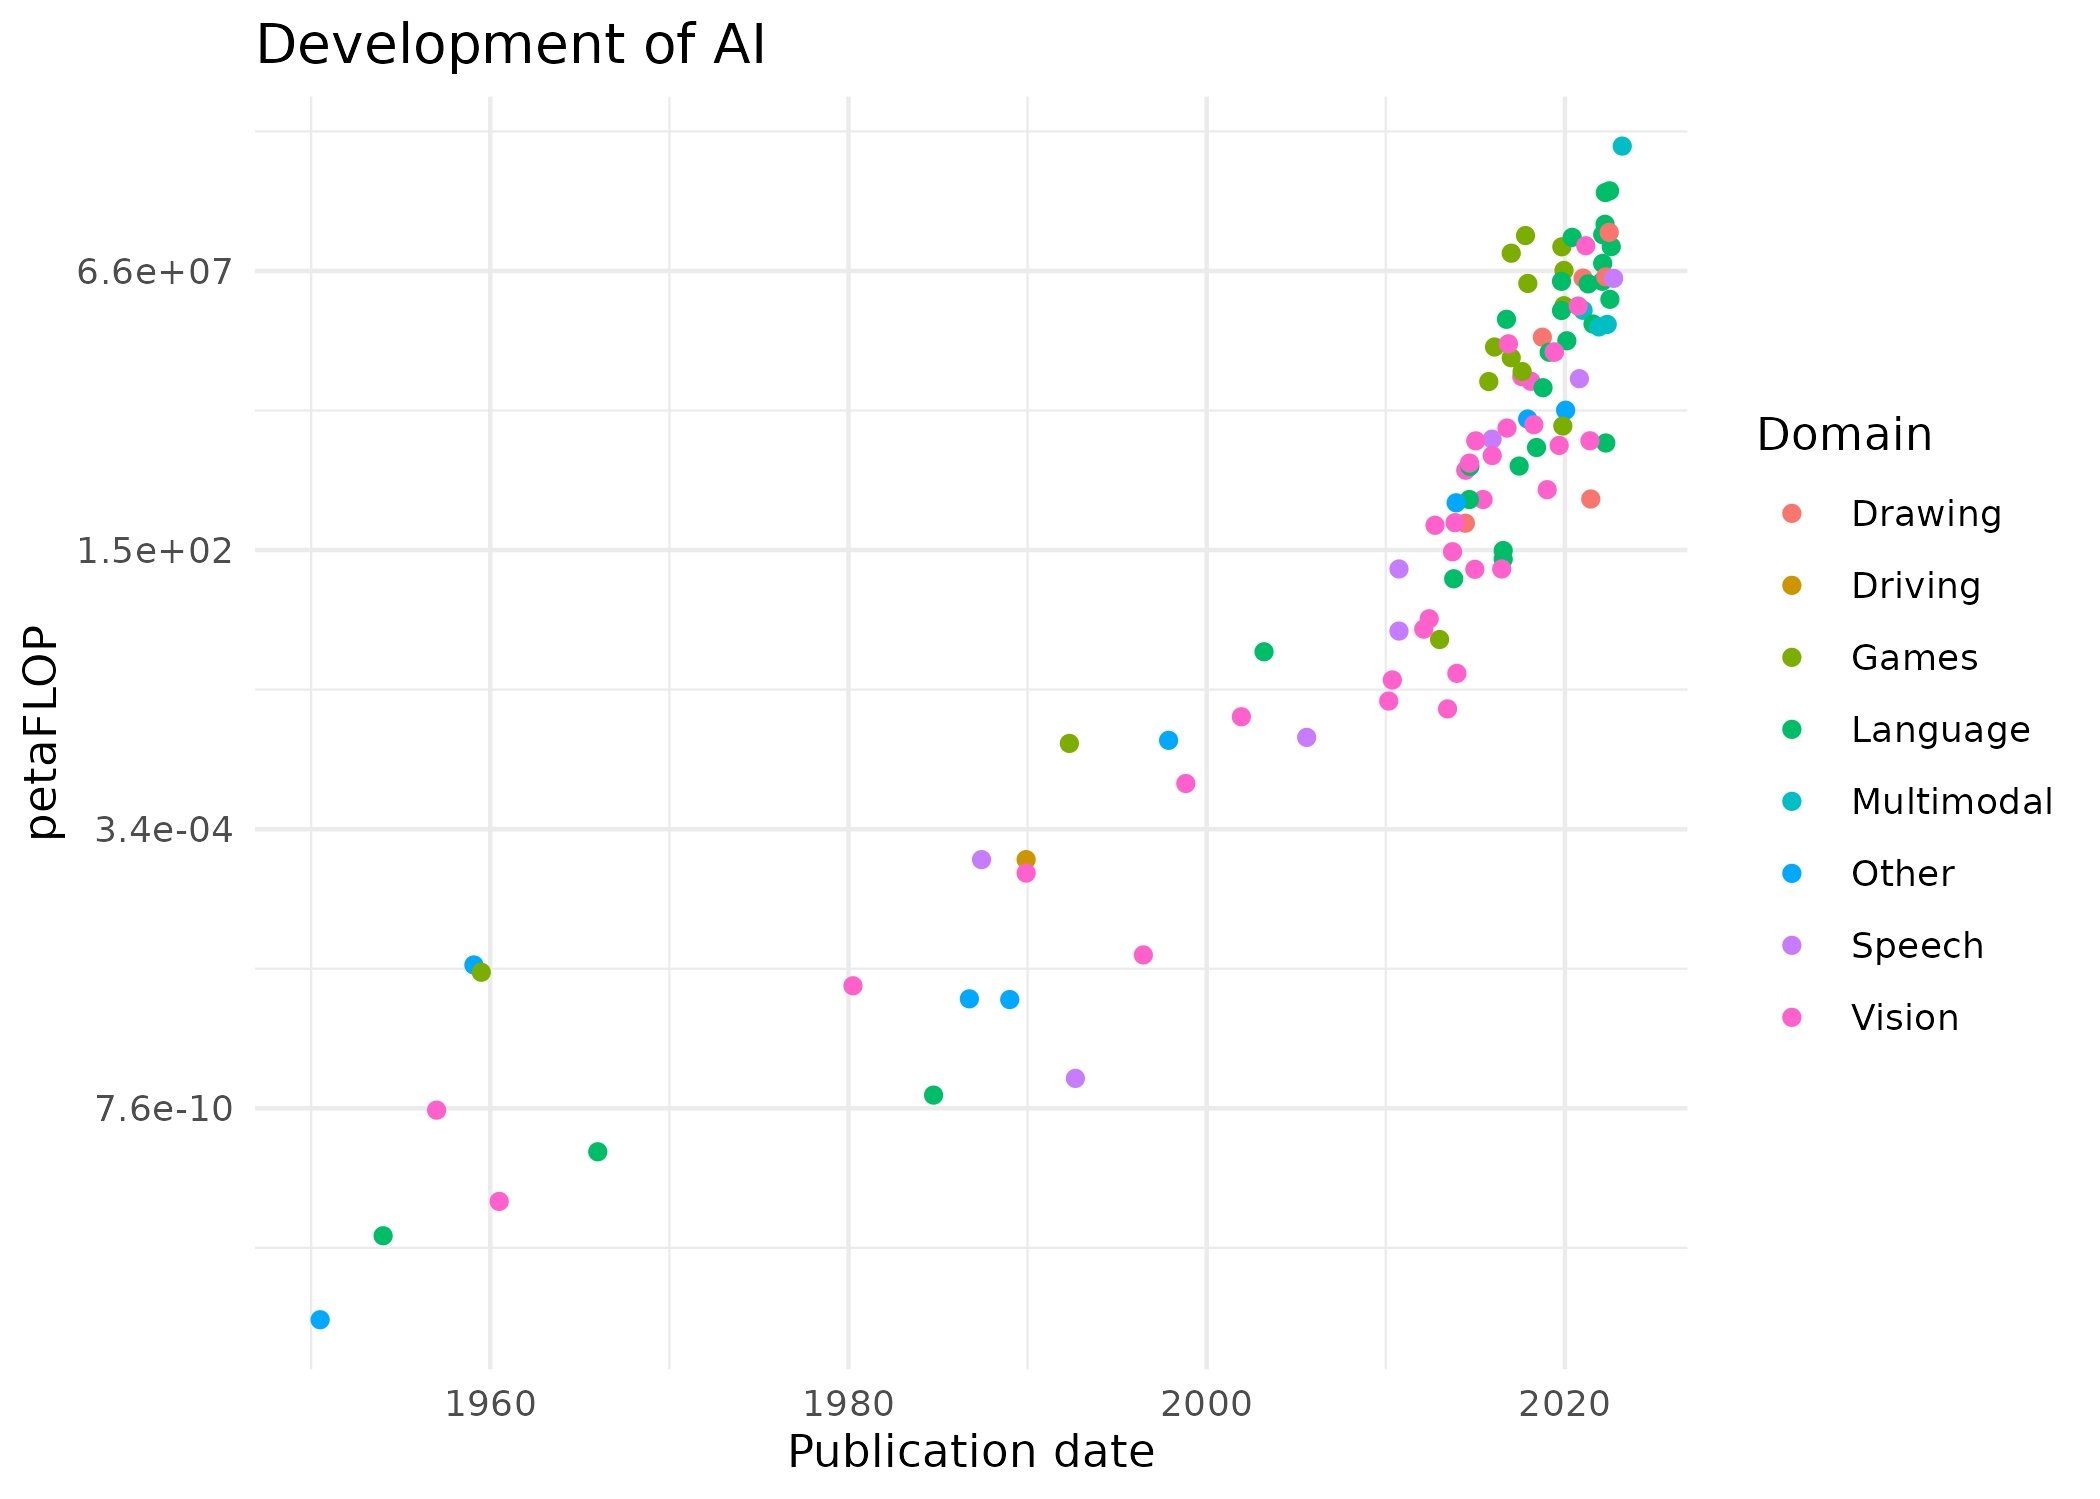 Development of AI
petaFLOP
6.6e+07
1.5e+02
3.4e-04
7.6e-10
1960 1980 2000 2020
Publication date
Domain
Drawing
Driving
Games
Language
Multimodal
Other
Speech
Vision